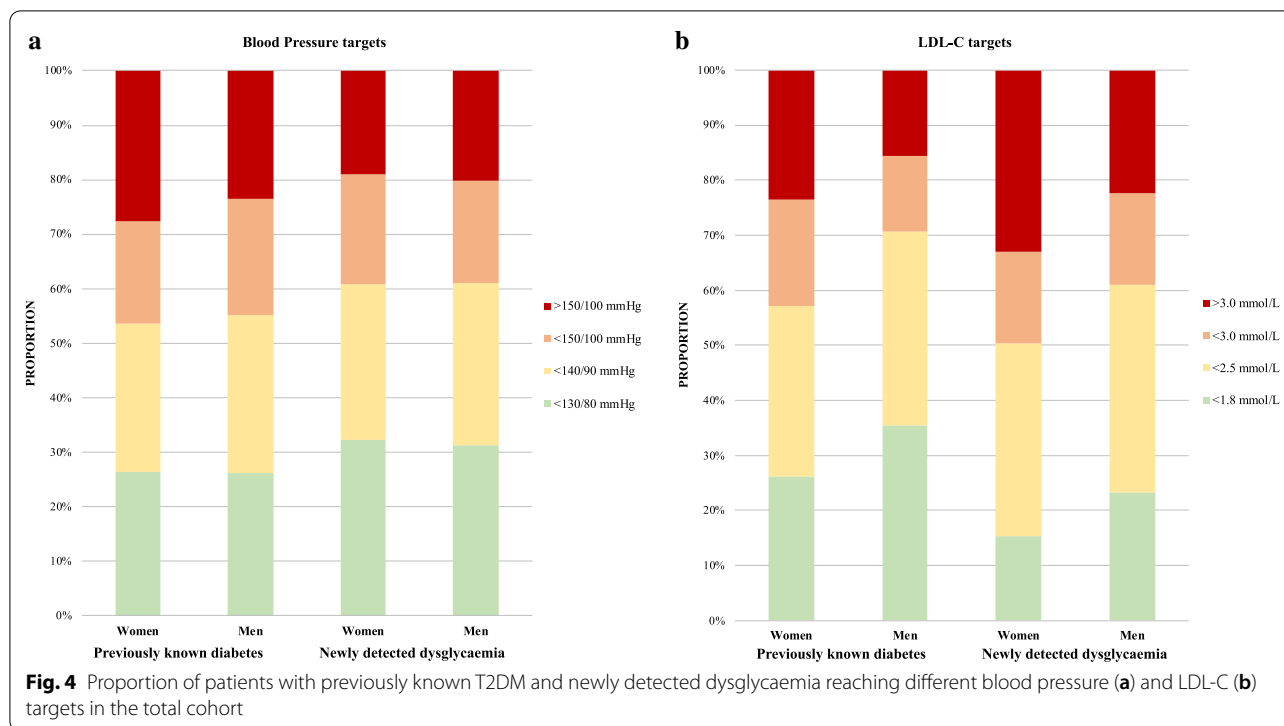 a
Blood Pressure targets
100%
90%
80%
70%
60%
50%
40%
30%
20%
10%
0%
PROPORTION
>150/100 mmHg
<150/100 mmHg
<140/90 mmHg
<130/80 mmHg
Women Men Women Men
Previously known diabetes Newly detected dysglycaemia
b
LDL-C targets
100%
90%
80%
70%
60%
50%
40%
30%
20%
10%
0%
PROPORTION
>3.0 mmol/L
<3.0 mmol/L
<2.5 mmol/L
<1.8 mmol/L
Women Men Women Men
Previously known diabetes Newly detected dysglycaemia
Fig. 4 Proportion of patients with previously known T2DM and newly detected dysglycaemia reaching different blood pressure (a) and LDL-C (b)
targets in the total cohort